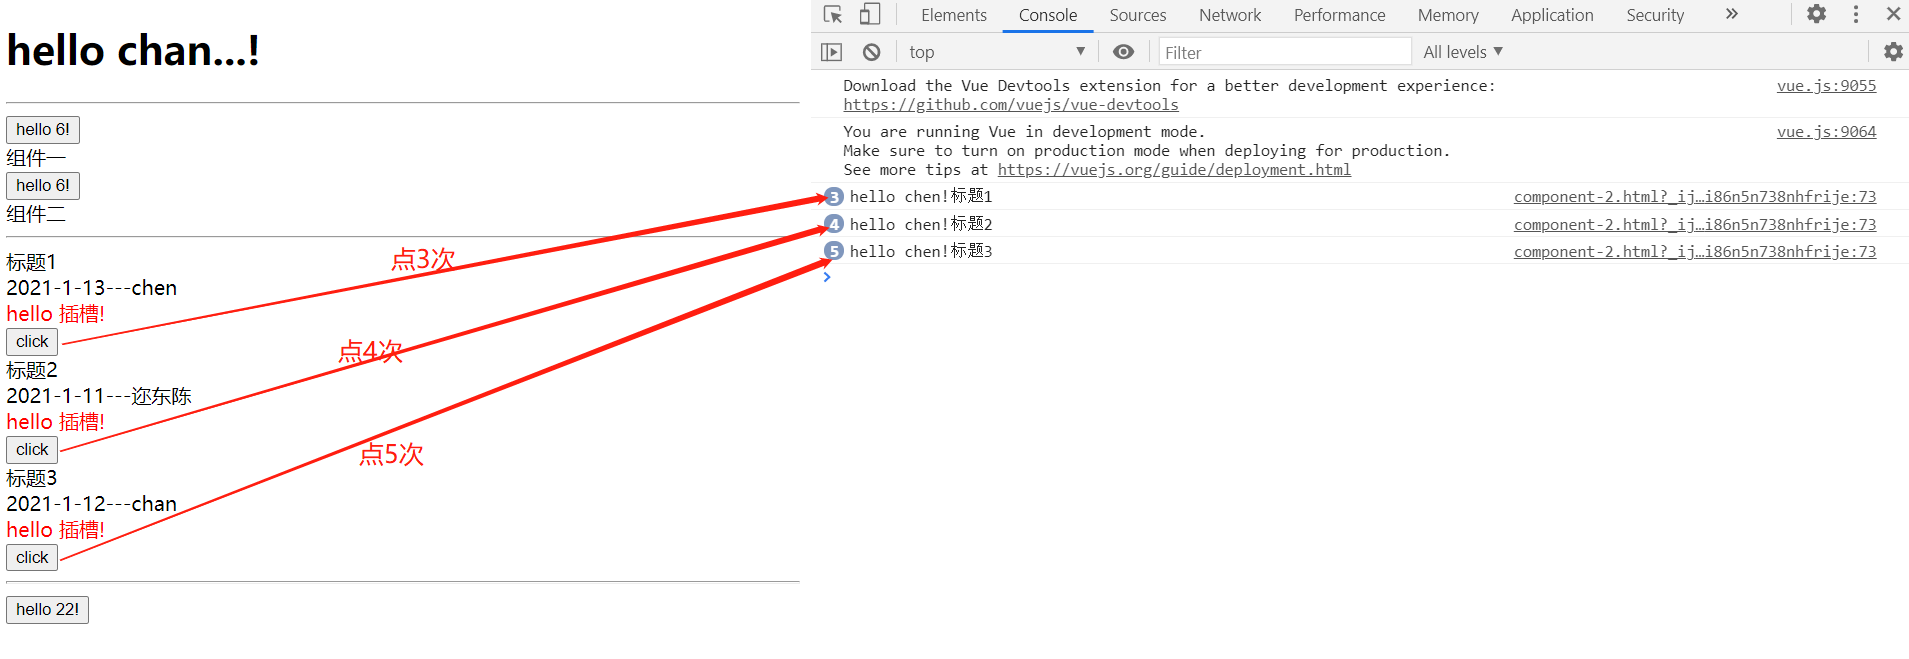 hello chan...!
hello 6!
组件一
hello 6!
组件二
标题1
2021-1-13---chen
hello 插槽!
click
标题2
2021-1-11---迩东陈
hello 插槽!
click
标题3
2021-1-12---chan
hello 插槽!
click
hello 22!
点3次
点4次
点5次
Elements Console Sources Network Performance Memory Application Security »
top ▼ Filter All levels ▼
Download the Vue Devtools extension for a better development experience: vue.js:9055
https://github.com/vuejs/vue-devtools
You are running Vue in development mode. vue.js:9064
Make sure to turn on production mode when deploying for production.
See more tips at https://vuejs.org/guide/deployment.html
3 hello chen!标题1 component-2.html?_ij…i86n5n738nhfrije:73
4 hello chen!标题2 component-2.html?_ij…i86n5n738nhfrije:73
5 hello chen!标题3 component-2.html?_ij…i86n5n738nhfrije:73